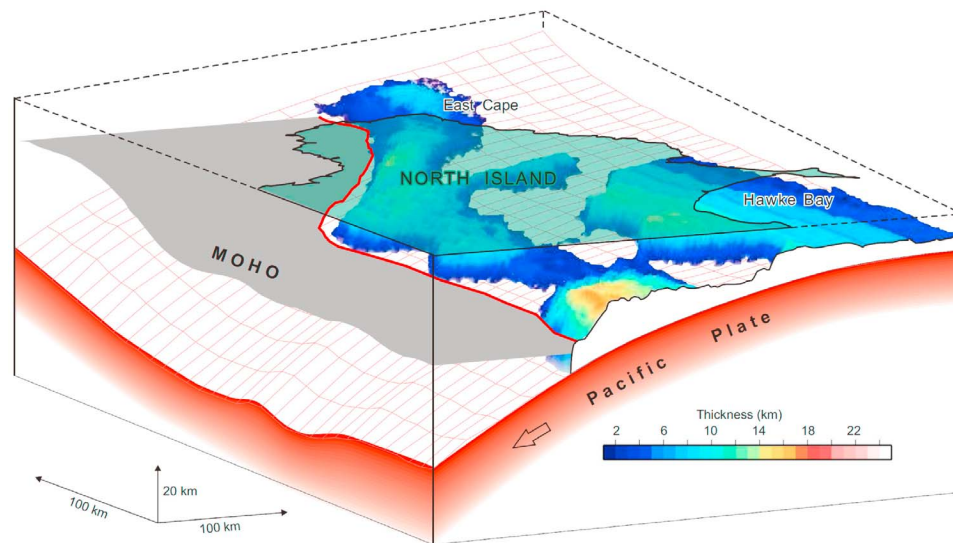 East Cape
NORTH ISLAND
Hawke Bay
MOHO
Pacific Plate
Thickness (km)
2 6 10 14 18 22
20 km
100 km
100 km